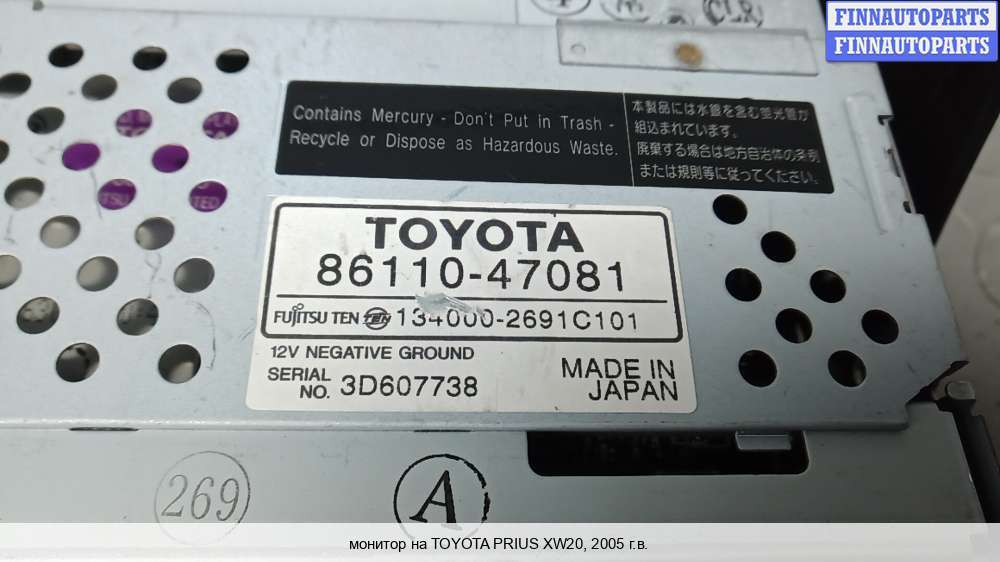 FINNAUTOPARTS
FINNAUTOPARTS
Contains Mercury - Don't Put in Trash -
Recycle or Dispose as Hazardous Waste.
本製品には水銀を含む蛍光管が
組込まれています。
廃棄する場合は地方自治体の条例
または規則等に従ってください。
TOYOTA
86110-47081
FUJITSU TEN TEN 134000-2691C101
12V NEGATIVE GROUND
SERIAL NO. 3D607738
MADE IN
JAPAN
269
A
монитор на TOYOTA PRIUS XW20, 2005 г.в.